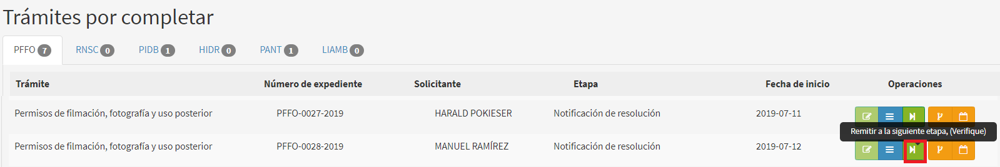 Trámites por completar
PFFO 7 RNSC 0 PIDB 1 HIDR 0 PANT 1 LIAMB 0
Trámite Número de expediente Solicitante Etapa Fecha de inicio Operaciones
Permisos de filmación, fotografía y uso posterior PFFO-0027-2019 HARALD POKIESER Notificación de resolución 2019-07-11
Remitir a la siguiente etapa, (Verifique)
Permisos de filmación, fotografía y uso posterior PFFO-0028-2019 MANUEL RAMÍREZ Notificación de resolución 2019-07-12